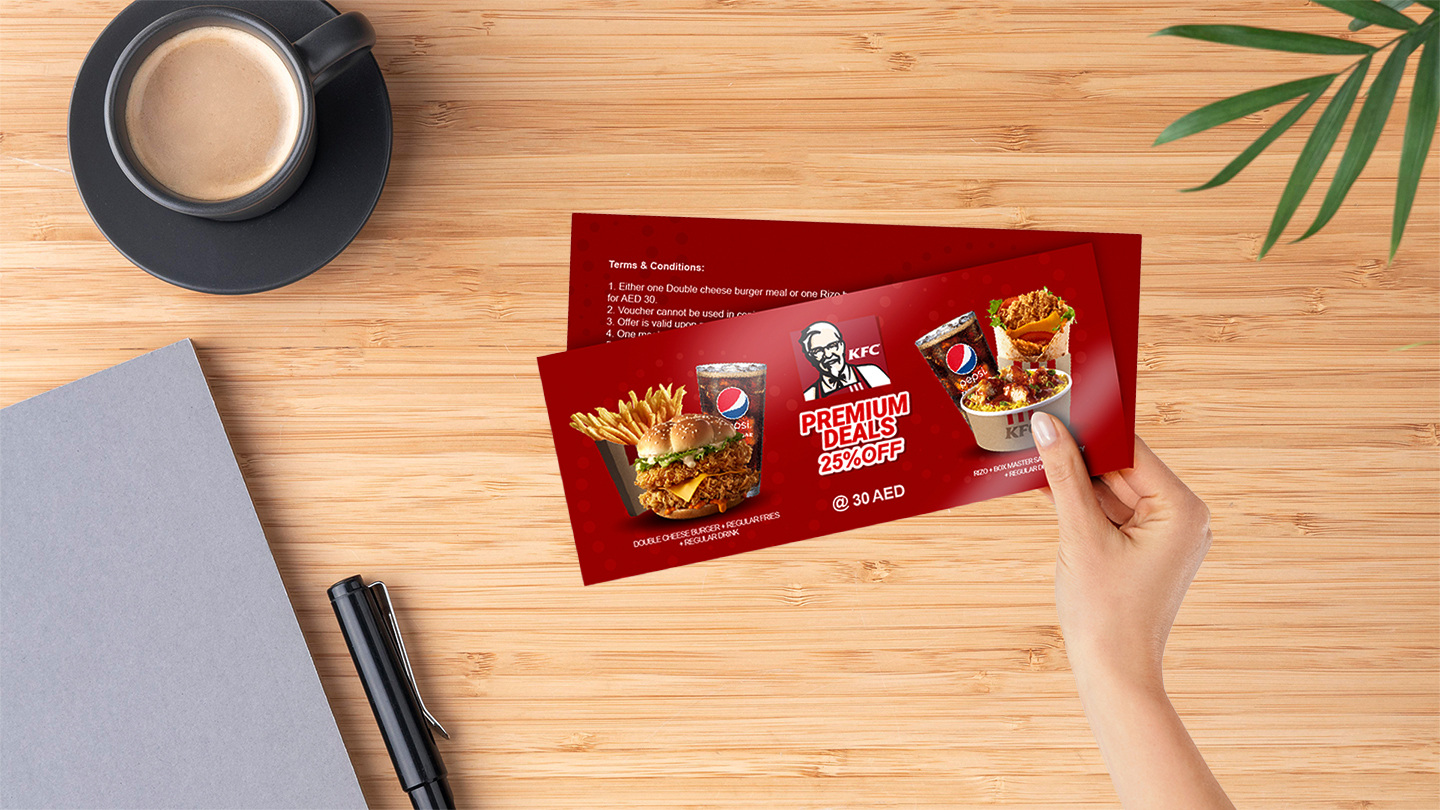 Terms & Conditions:
1. Either one Double cheese burger meal or one Rizo
for AED 30.
2. Voucher cannot be used in
3. Offer is valid upon
4. One
KFC
PREMIUM
DEALS
25%OFF
@ 30 AED
pepsi
DOUBLE CHEESE BURGER + REGULAR FRIES
+ REGULAR DRINK
pepsi
KFC
RIZO + BOX MASTER
+ REGULAR